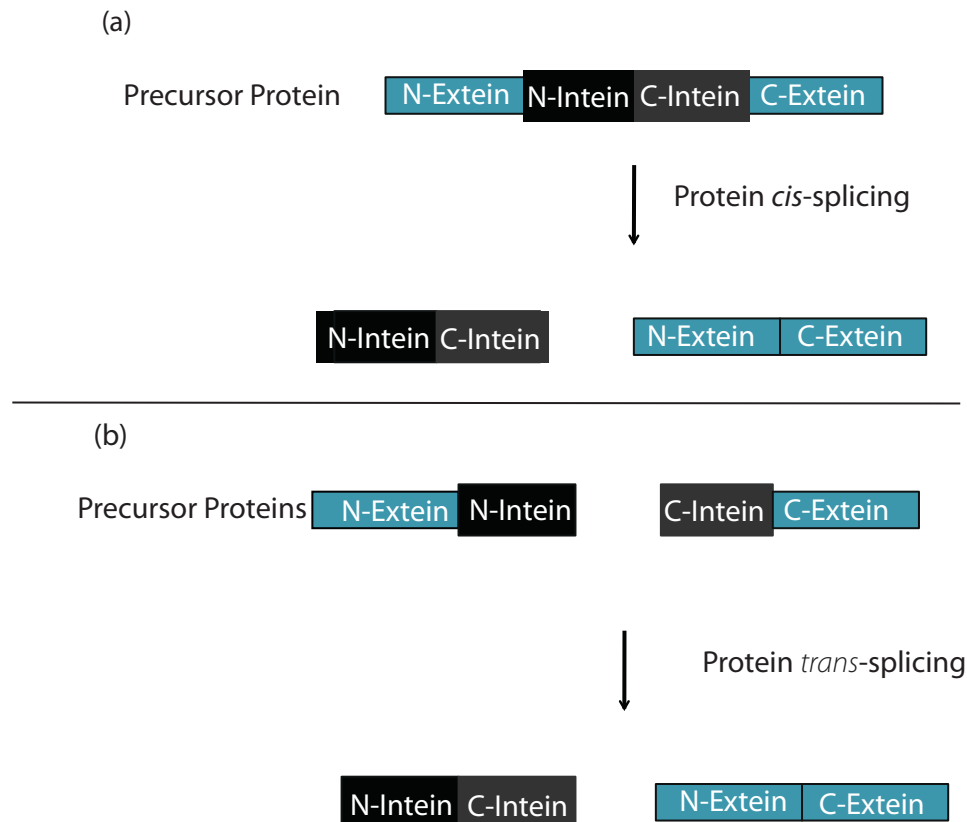 (a)
Precursor Protein N-Extein N-Intein C-Intein C-Extein
Protein cis-splicing
N-Intein C-Intein N-Extein C-Extein
(b)
Precursor Proteins N-Extein N-Intein C-Intein C-Extein
Protein trans-splicing
N-Intein C-Intein N-Extein C-Extein